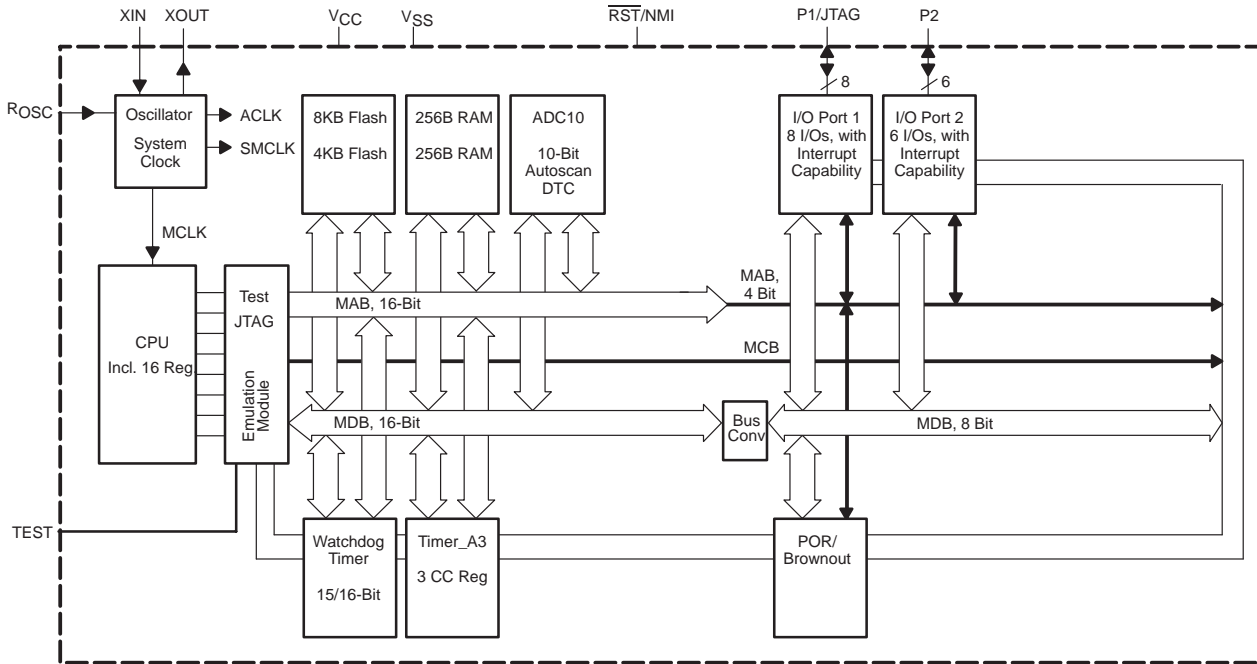 XIN
XOUT
VCC
VSS
RST/NMI
P1/JTAG
P2
8
6
ROSC
Oscillator
System
Clock
ACLK
SMCLK
8KB Flash
4KB Flash
256B RAM
256B RAM
ADC10
10-Bit
Autoscan
DTC
I/O Port 1
8 I/Os, with
Interrupt
Capability
I/O Port 2
6 I/Os, with
Interrupt
Capability
MCLK
CPU
Incl. 16 Reg.
Test
JTAG
Emulation
Module
MAB, 16-Bit
MAB,
4 Bit
MCB
MDB, 16-Bit
Bus
Conv
MDB, 8 Bit
TEST
Watchdog
Timer
15/16-Bit
Timer_A3
3 CC Reg
POR/
Brownout